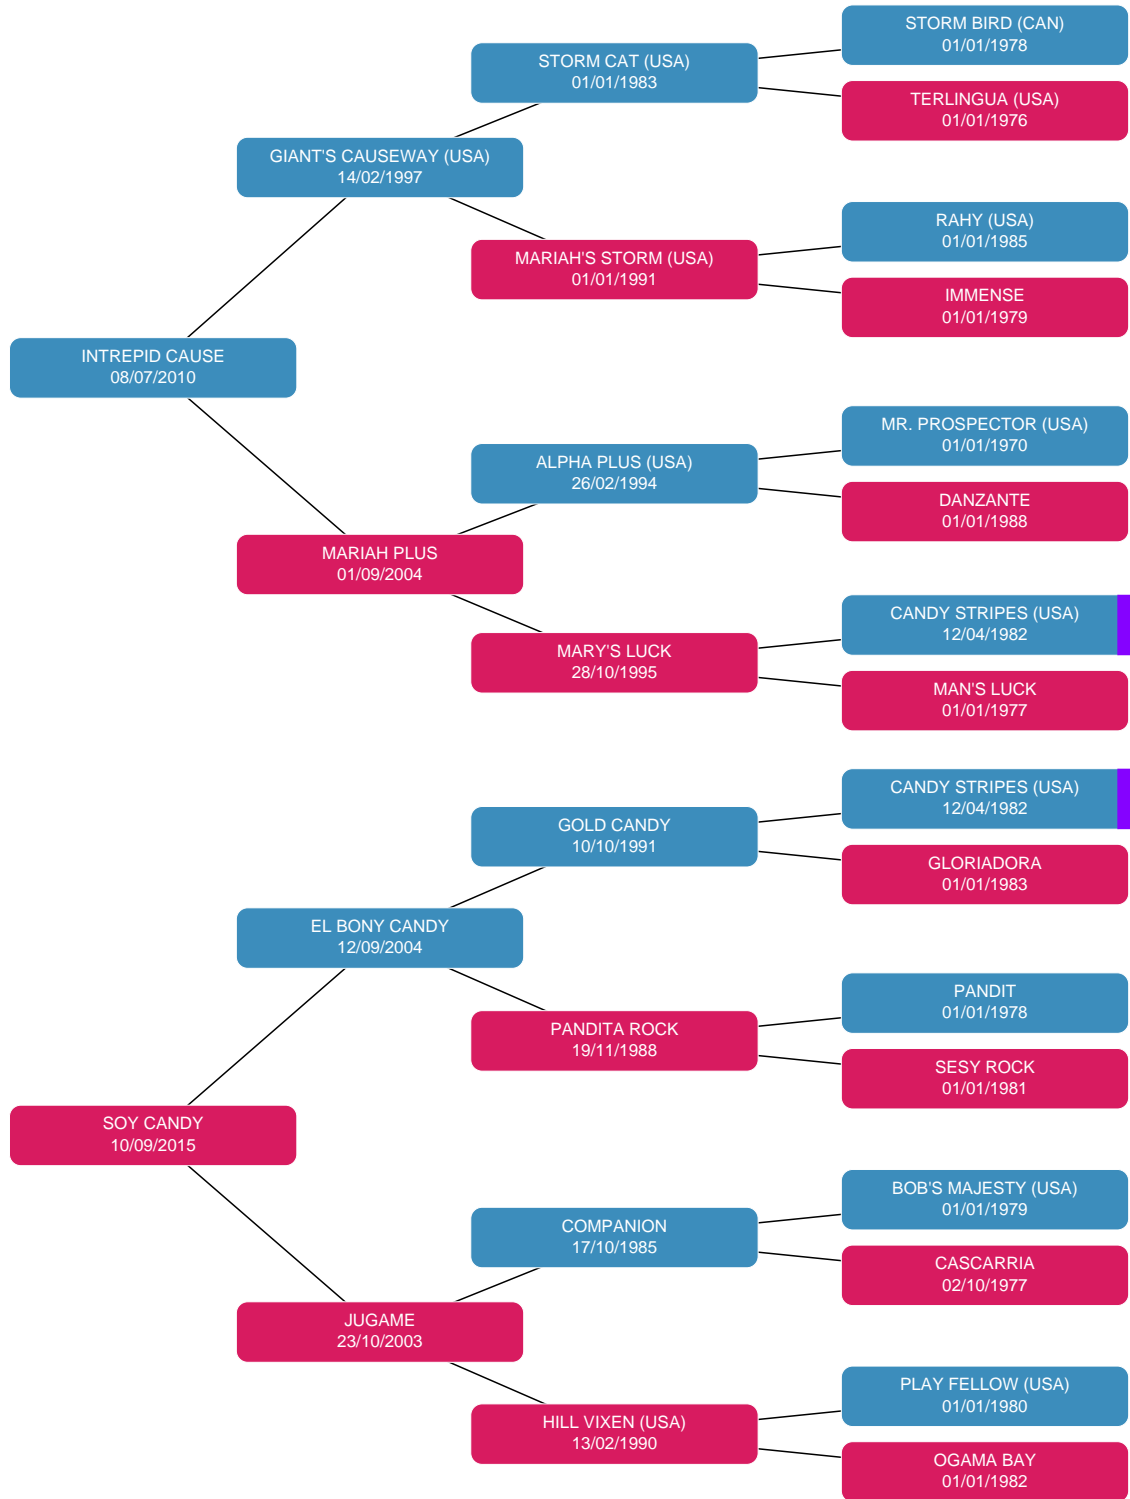 STORM BIRD (CAN)
01/01/1978
STORM CAT (USA)
01/01/1983
TERLINGUA (USA)
01/01/1976
GIANT'S CAUSEWAY (USA)
14/02/1997
RAHY (USA)
01/01/1985
MARIAH'S STORM (USA)
01/01/1991
IMMENSE
01/01/1979
INTREPID CAUSE
08/07/2010
MR. PROSPECTOR (USA)
01/01/1970
ALPHA PLUS (USA)
26/02/1994
DANZANTE
01/01/1988
MARIAH PLUS
01/09/2004
CANDY STRIPES (USA)
12/04/1982
MARY'S LUCK
28/10/1995
MAN'S LUCK
01/01/1977
CANDY STRIPES (USA)
12/04/1982
GOLD CANDY
10/10/1991
GLORIADORA
01/01/1983
EL BONY CANDY
12/09/2004
PANDIT
01/01/1978
PANDITA ROCK
19/11/1988
SESY ROCK
01/01/1981
SOY CANDY
10/09/2015
BOB'S MAJESTY (USA)
01/01/1979
COMPANION
17/10/1985
CASCARRIA
02/10/1977
JUGAME
23/10/2003
PLAY FELLOW (USA)
01/01/1980
HILL VIXEN (USA)
13/02/1990
OGAMA BAY
01/01/1982